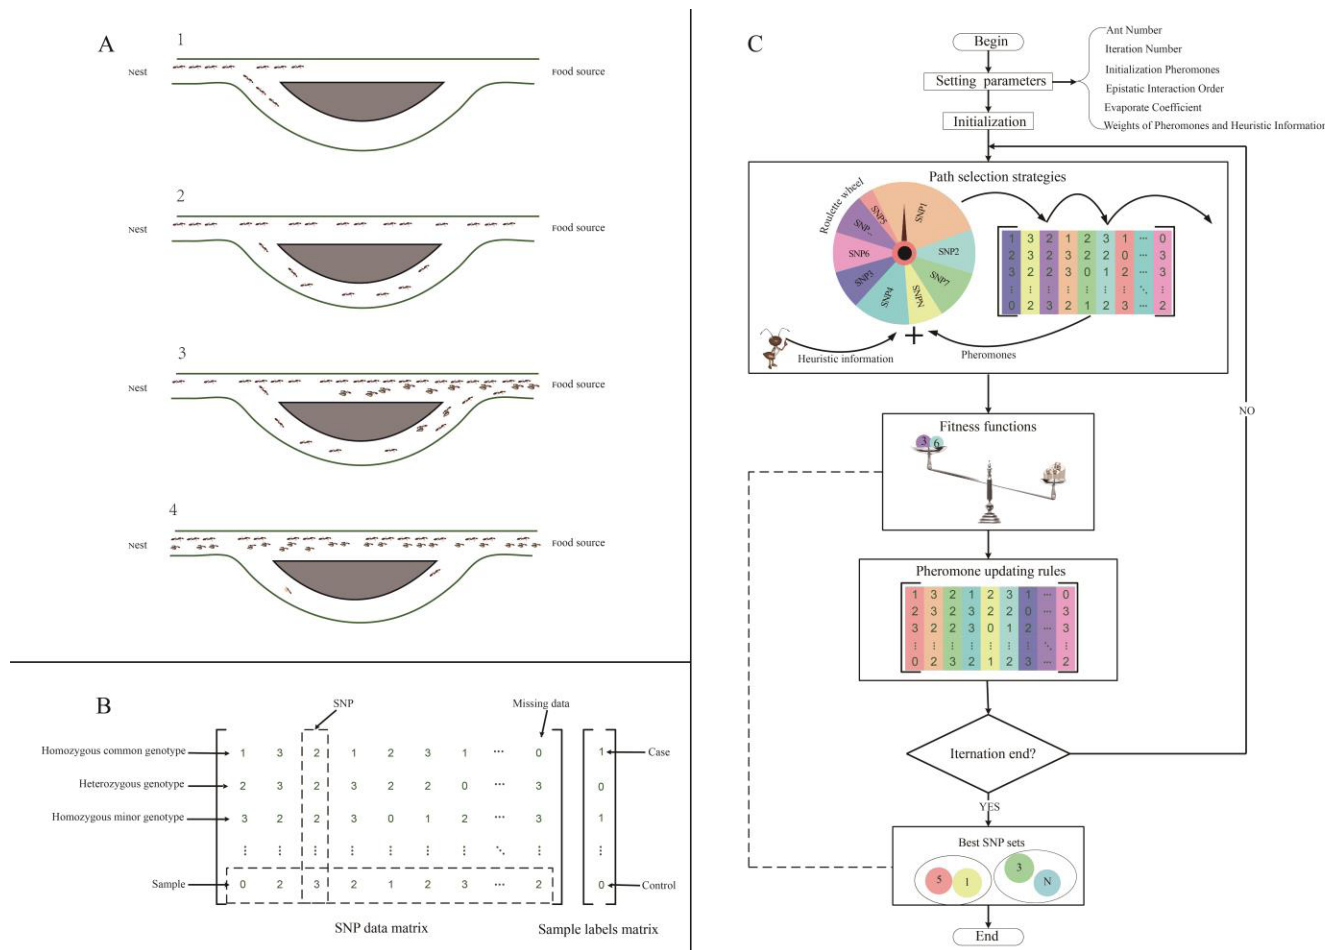 A
1
Nest
Food source
2
Nest
Food source
3
Nest
Food source
4
Nest
Food source
B
SNP
Missing data
Homozygous common genotype
1 3 2 1 2 3 1 ... 0
1
Case
Heterozygous genotype
2 3 2 3 2 2 0 ... 3
0
Homozygous minor genotype
3 2 2 3 0 1 2 ... 3
1
⋮ ⋮ ⋮ ⋮ ⋮ ⋮ ⋮ ⋱ ⋮
⋮
Sample
0 2 3 2 1 2 3 ... 2
0
Control
SNP data matrix
Sample labels matrix
C
Begin
Setting parameters
Initialization
Ant Number
Iteration Number
Initialization Pheromones
Epistatic Interaction Order
Evaporate Coefficient
Weights of Pheromones and Heuristic Information
Path selection strategies
Roulette wheel
SNP1
SNP2
SNP7
SNPN
SNP4
SNP3
SNP6
SNP..
SNP5
1 3 2 1 2 3 1 ... 0
2 3 2 3 2 2 0 ... 3
3 2 2 3 0 1 2 ... 3
⋮ ⋮ ⋮ ⋮ ⋮ ⋮ ⋮ ⋱ ⋮
0 2 3 2 1 2 3 ... 2
+
Heuristic information
Pheromones
NO
Fitness functions
3 6
Pheromone updating rules
1 3 2 1 2 3 1 ... 0
2 3 2 3 2 2 0 ... 3
3 2 2 3 0 1 2 ... 3
⋮ ⋮ ⋮ ⋮ ⋮ ⋮ ⋮ ⋱ ⋮
0 2 3 2 1 2 3 ... 2
Iternation end?
YES
Best SNP sets
5 1
3 N
End